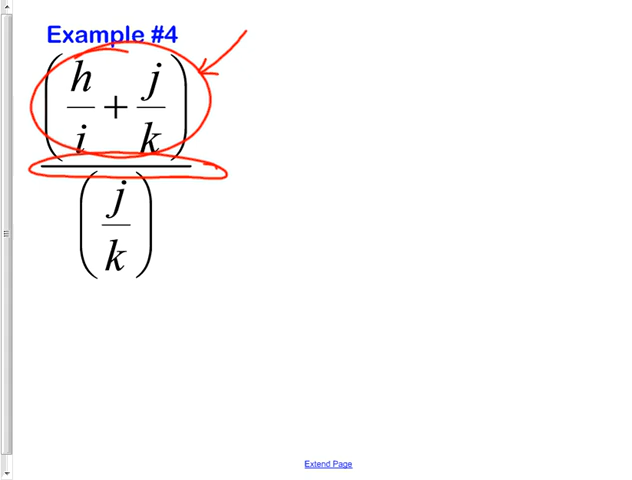 Example #4
(h/i + j/k)
(j/k)
Extend Page